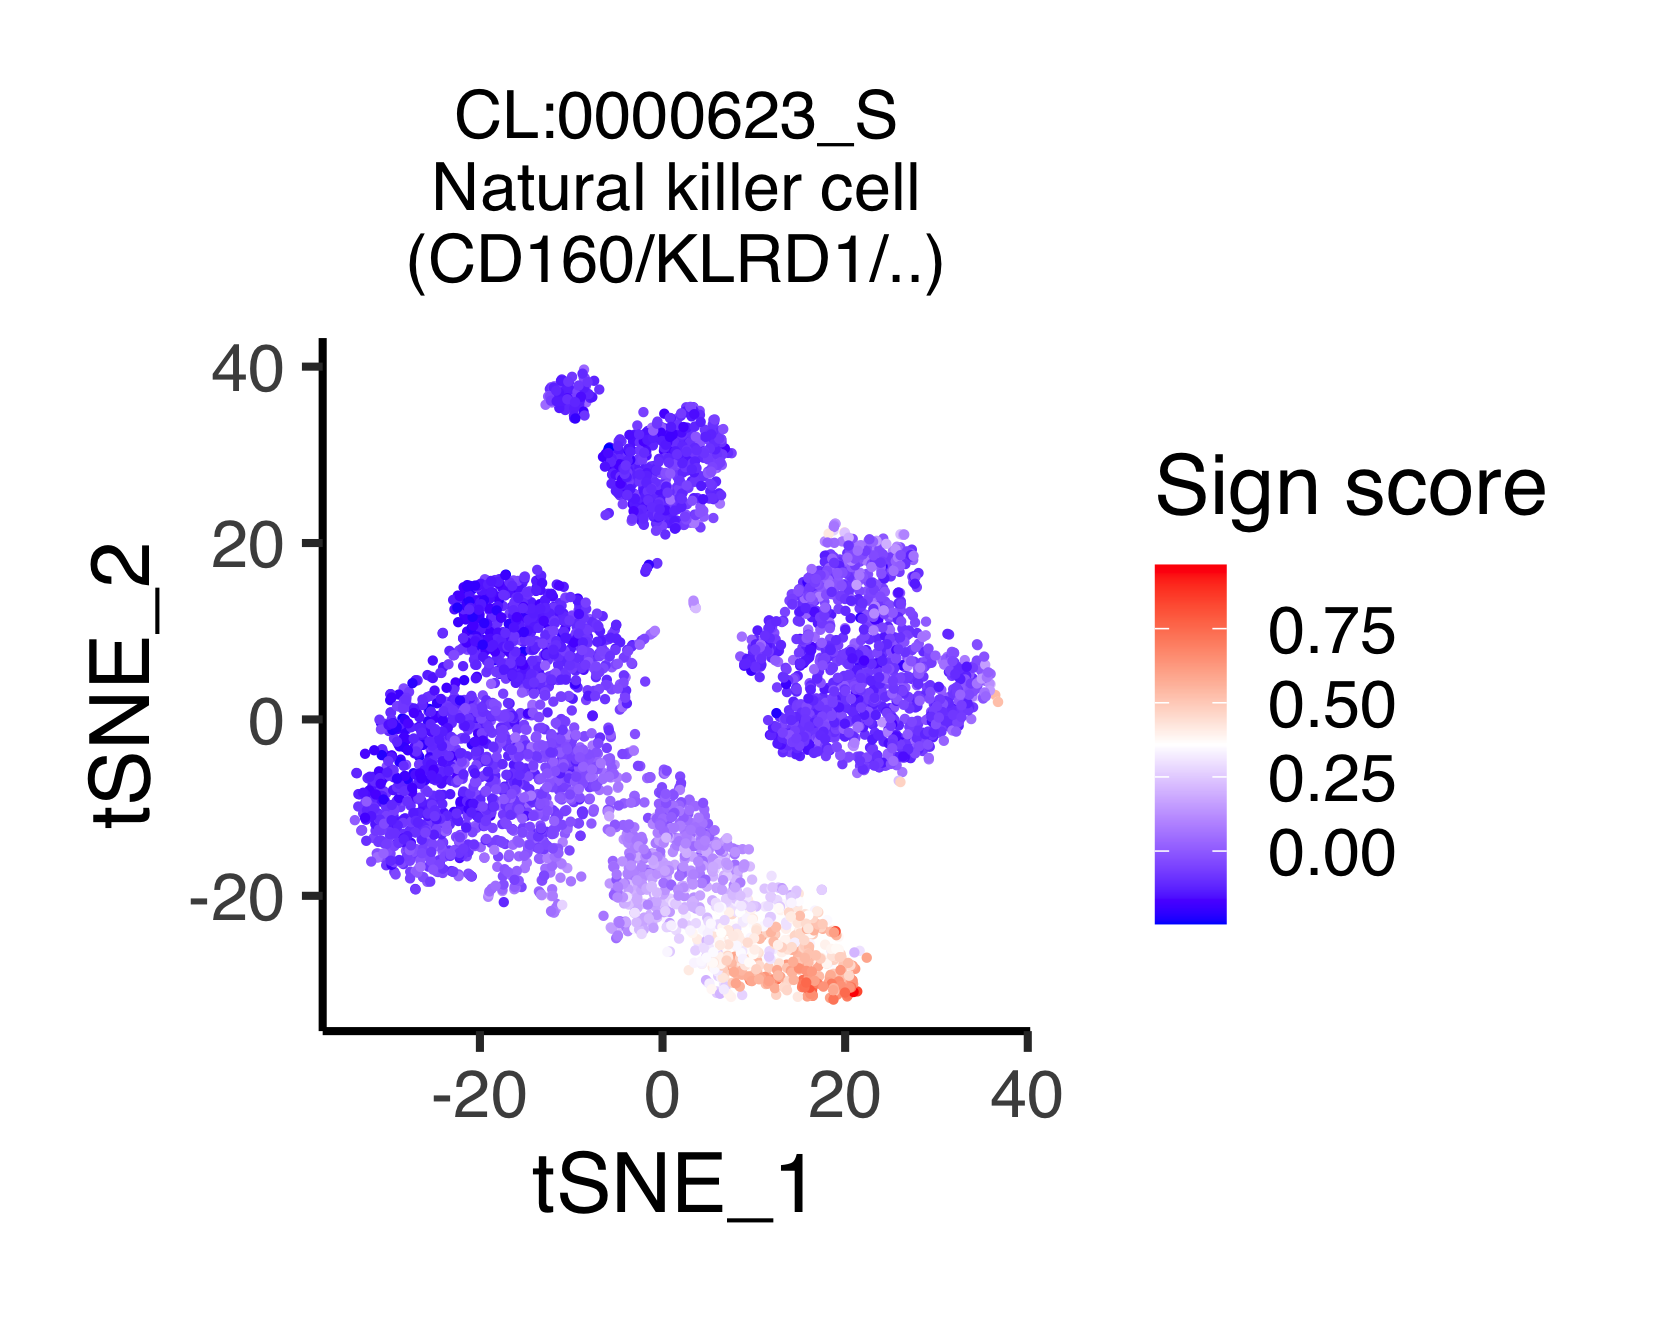 CL:0000623_S
Natural killer cell
(CD160/KLRD1/..)
40
20
0
-20
tSNE_2
-20 0 20 40
tSNE_1
Sign score
0.75
0.50
0.25
0.00